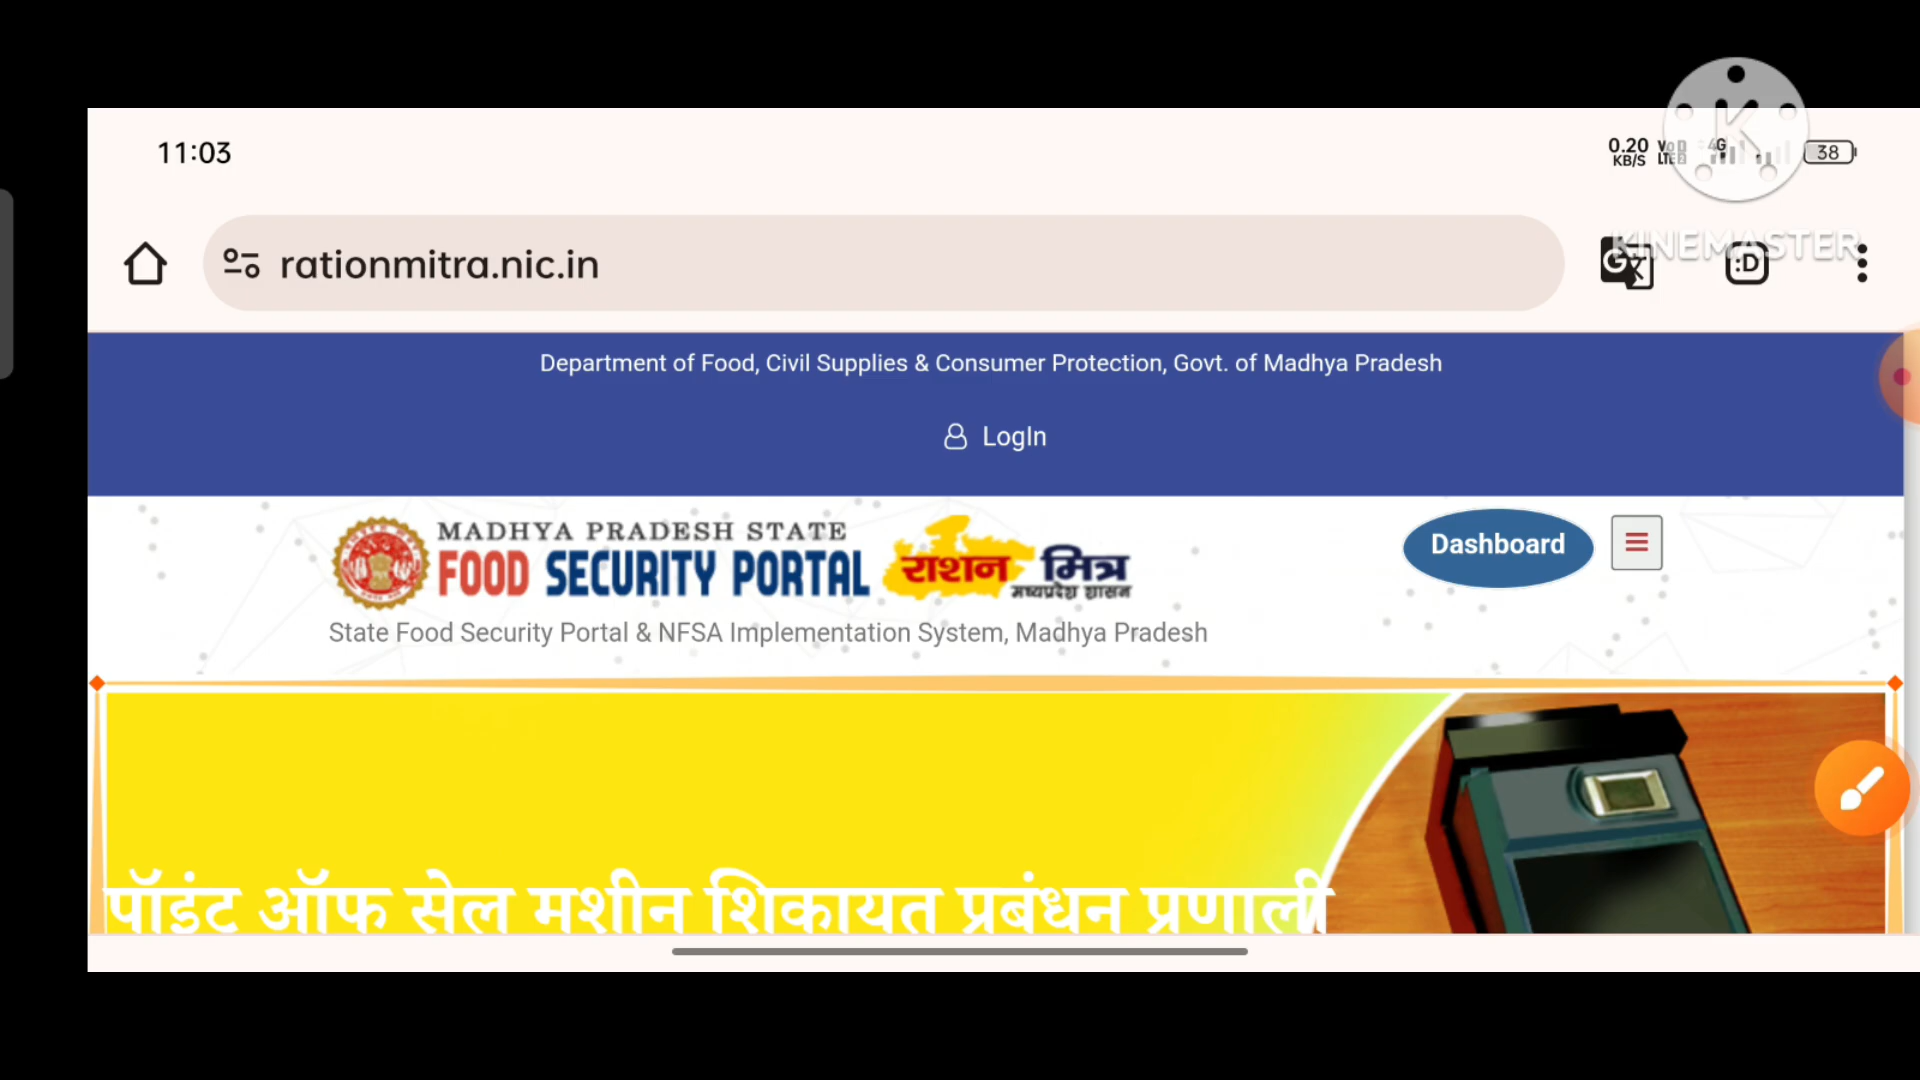 11:03
0.20 KB/S
4G
38
K
KINEMASTER
rationmitra.nic.in
:D
Department of Food, Civil Supplies & Consumer Protection, Govt. of Madhya Pradesh
LogIn
MADHYA PRADESH STATE
FOOD SECURITY PORTAL
राशन मित्र
मध्यप्रदेश शासन
Dashboard
State Food Security Portal & NFSA Implementation System, Madhya Pradesh
पॉइंट ऑफ सेल मशीन शिकायत प्रबंधन प्रणाली